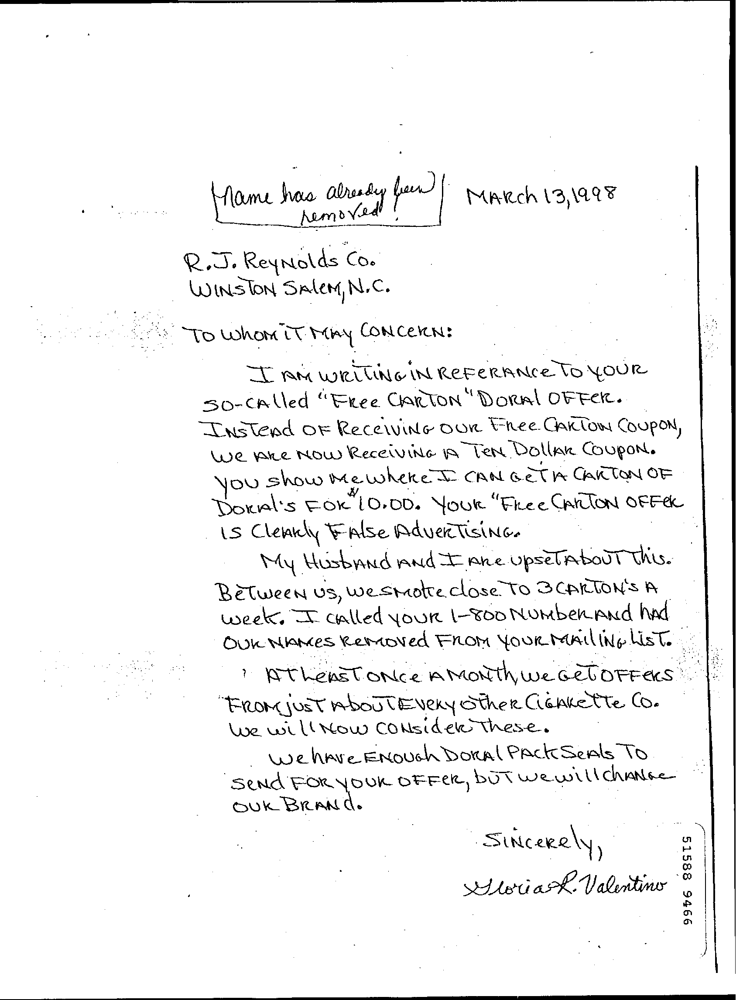 Name has already been
removed!
MARCH 13, 1998
R.J. Reynolds Co.
Winston Salem, N.C.
To whom it may concern:
I am writing in referance to your
so-called "Free Carton" Doral offer.
Instead of receiving our Free Carton coupon,
we are now receiving a Ten Dollar coupon.
You show me where I can get a carton of
Doral's for $10.00. Your "Free Carton offer
is clearly false advertising.
My husband and I are upset about this.
Between us, we smoke close to 3 carton's a
week. I called your 1-800 number and had
our names removed from your mailing list.
At least once a month, we get offers
from just about every other cigarette co.
We will now consider these.
We have enough Doral pack seals to
send for your offer, but we will change
our brand.
Sincerely,
Gloria R. Valentino
51588 9466